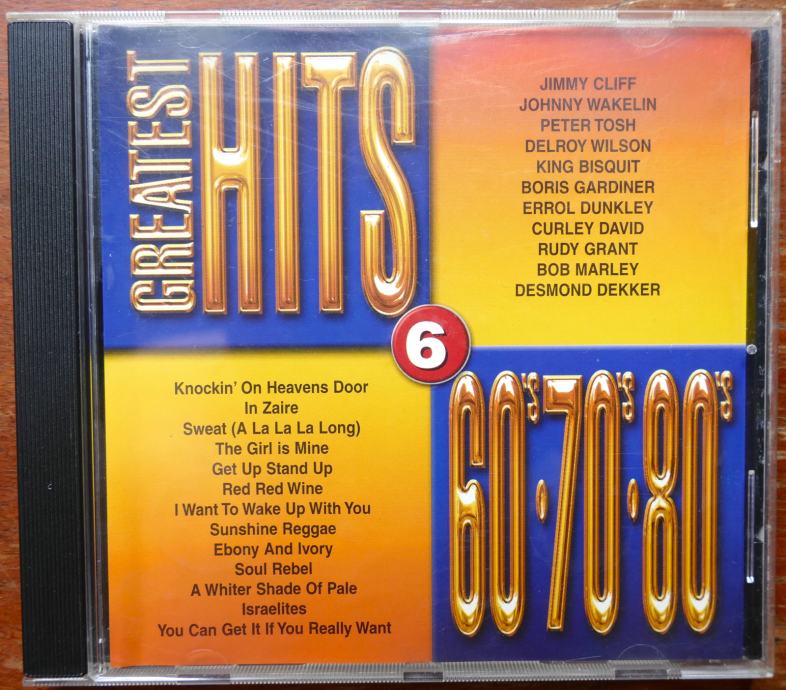 GREATEST
HITS
JIMMY CLIFF
JOHNNY WAKELIN
PETER TOSH
DELROY WILSON
KING BISQUIT
BORIS GARDINER
ERROL DUNKLEY
CURLEY DAVID
RUDY GRANT
BOB MARLEY
DESMOND DEKKER
6
Knockin' On Heavens Door
In Zaire
Sweat (A La La La Long)
The Girl is Mine
Get Up Stand Up
Red Red Wine
I Want To Wake Up With You
Sunshine Reggae
Ebony And Ivory
Soul Rebel
A Whiter Shade Of Pale
Israelites
You Can Get It If You Really Want
60's·70's·80's